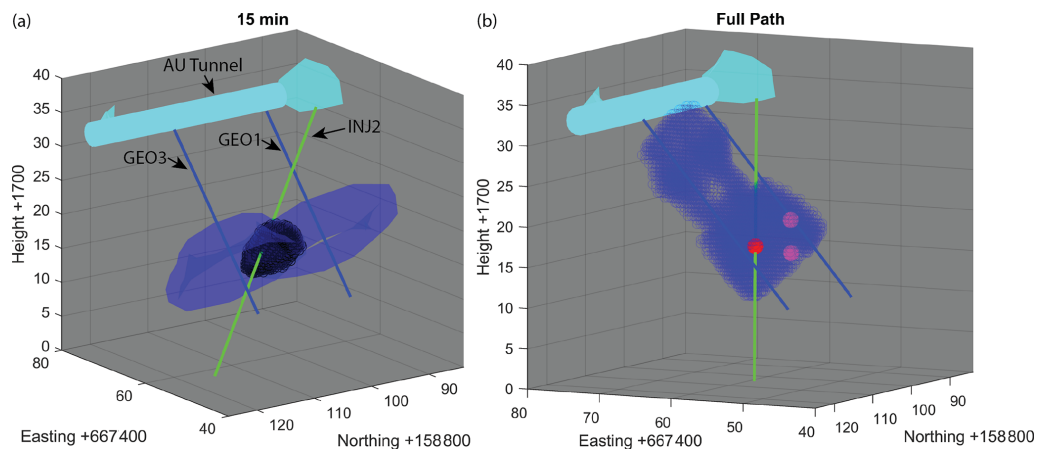 (a)
15 min
AU Tunnel
INJ2
GEO1
GEO3
Height +1700
40
35
30
25
20
15
10
5
0
80
60
40
Easting +667400
120
110
100
90
Northing +158800
(b)
Full Path
Height +1700
40
35
30
25
20
15
10
5
0
80
70
60
50
40
Easting +667400
120
110
100
90
Northing +158800